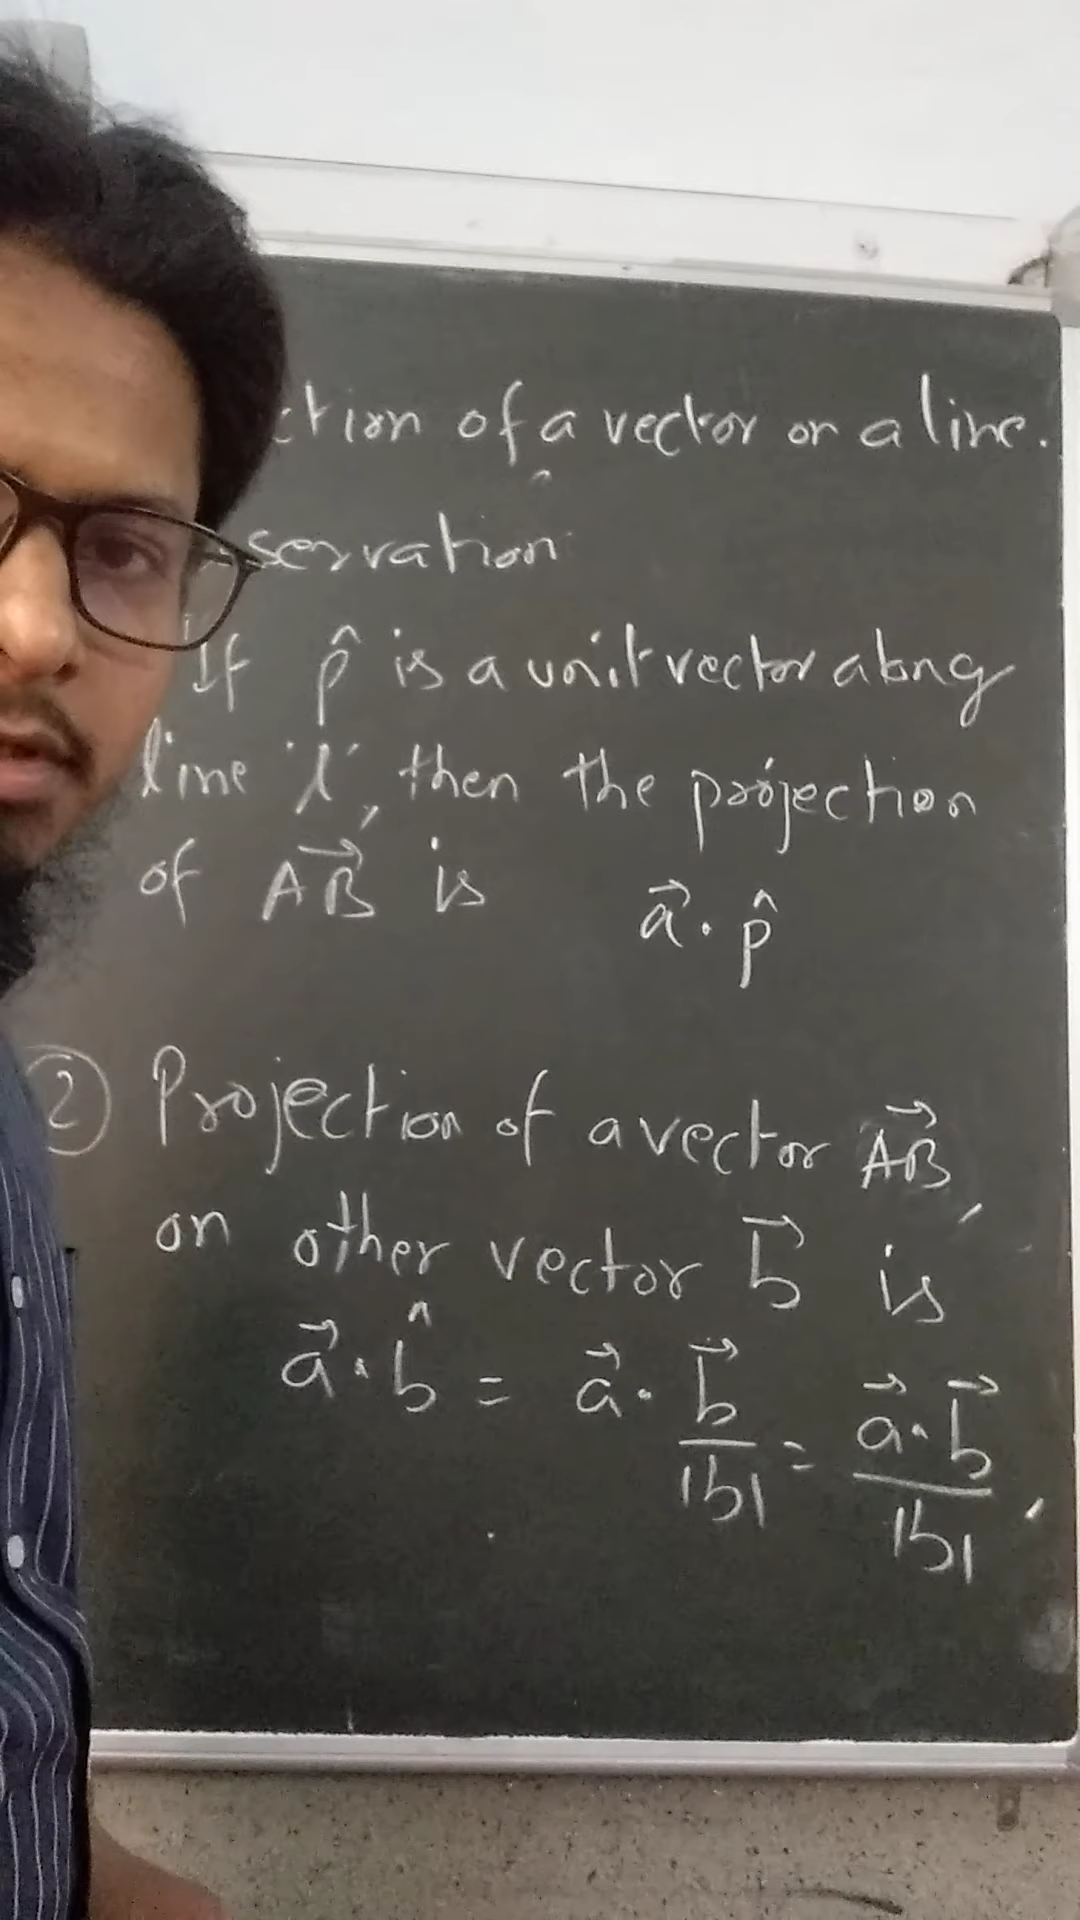 ction of a vector on a line.
servation
If p̂ is a unit vector along
line 'l', then the projection
of AB⃗ is a⃗ · p̂
② Projection of a vector AB⃗,
on other vector b⃗ is
a⃗ · b̂ = a⃗ · b⃗/|b| = a⃗ · b⃗/|b|,